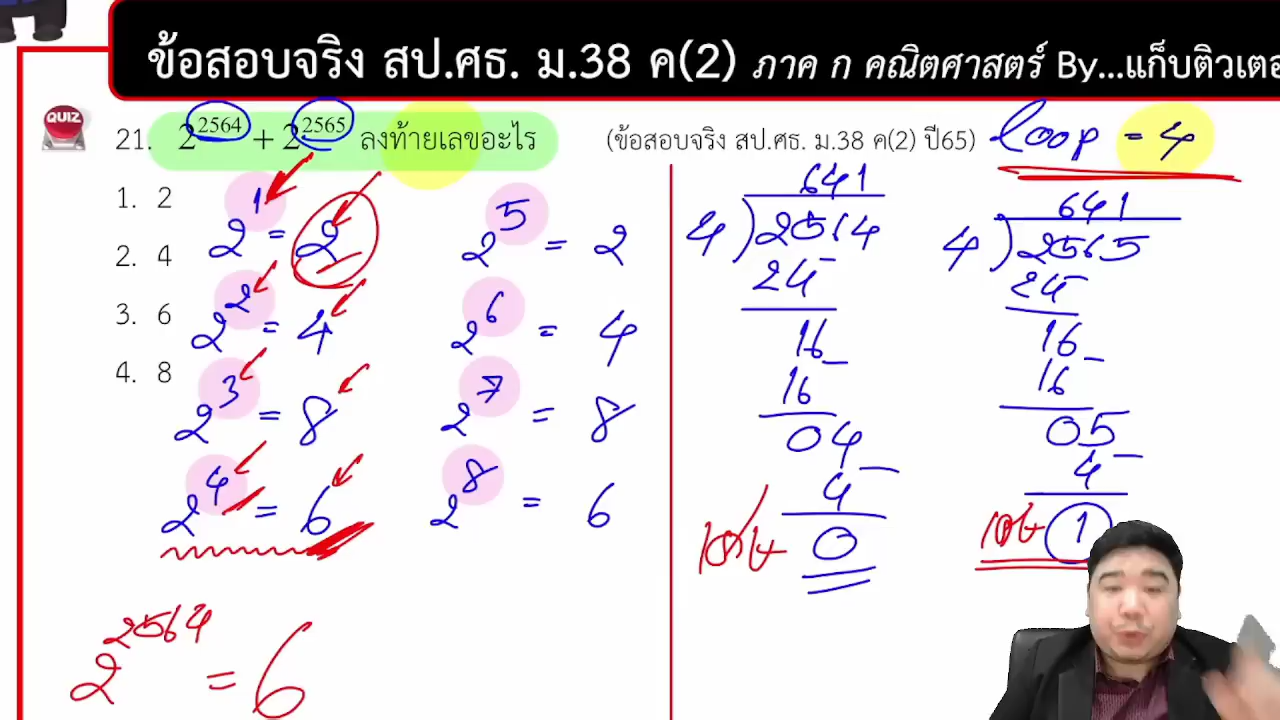 ข้อสอบจริง สป.ศธ. ม.38 ค(2) ภาค ก คณิตศาสตร์ By...แก็บติวเตอ
QUIZ
21. 2^2564 + 2^2565 ลงท้ายเลขอะไร (ข้อสอบจริง สป.ศธ. ม.38 ค(2) ปี65)
loop = 4
1. 2
2. 4
3. 6
4. 8
2^1 = 2
2^2 = 4
2^3 = 8
2^4 = 6
2^5 = 2
2^6 = 4
2^7 = 8
2^8 = 6
2^2564 = 6
641
4)2564
24
16
16
04
4
เศษ 0
641
4)2565
24
16
16
05
4
เศษ 1